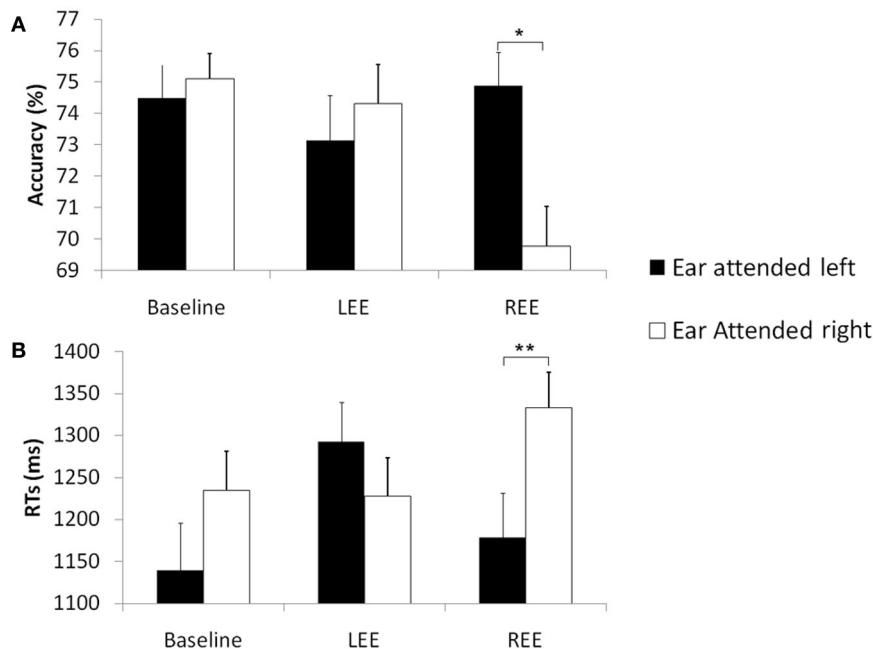 A
Accuracy (%)
77
76
75
74
73
72
71
70
69
*
Baseline LEE REE
Ear attended left
Ear Attended right
B
RTs (ms)
1400
1350
1300
1250
1200
1150
1100
**
Baseline LEE REE